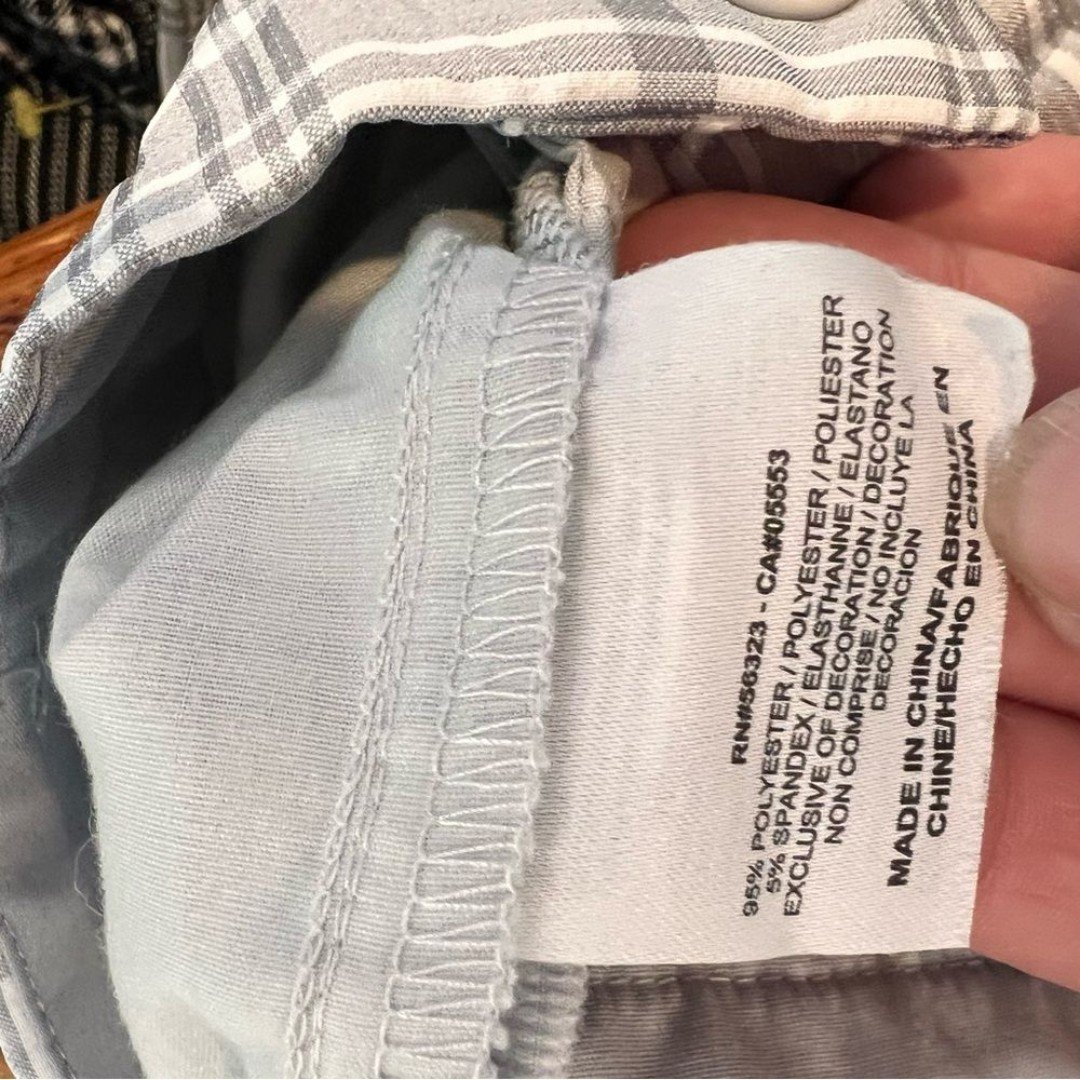 RN#56323 - CA#05553
95% POLYESTER / POLYESTER / POLIESTER
5% SPANDEX / ELASTHANNE / ELASTANO
EXCLUSIVE OF DECORATION / DECORATION
NON COMPRISE / NO INCLUYE LA
DECORACION
MADE IN CHINA/FABRIQUE EN
CHINE/HECHO EN CHINA